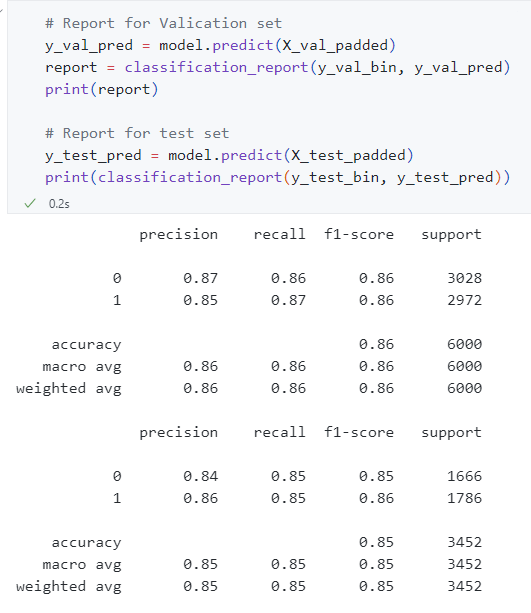 # Report for Valication set
y_val_pred = model.predict(X_val_padded)
report = classification_report(y_val_bin, y_val_pred)
print(report)
# Report for test set
y_test_pred = model.predict(X_test_padded)
print(classification_report(y_test_bin, y_test_pred))
✓ 0.2s
precision recall f1-score support
0 0.87 0.86 0.86 3028
1 0.85 0.87 0.86 2972
accuracy 0.86 6000
macro avg 0.86 0.86 0.86 6000
weighted avg 0.86 0.86 0.86 6000
precision recall f1-score support
0 0.84 0.85 0.85 1666
1 0.86 0.85 0.86 1786
accuracy 0.85 3452
macro avg 0.85 0.85 0.85 3452
weighted avg 0.85 0.85 0.85 3452